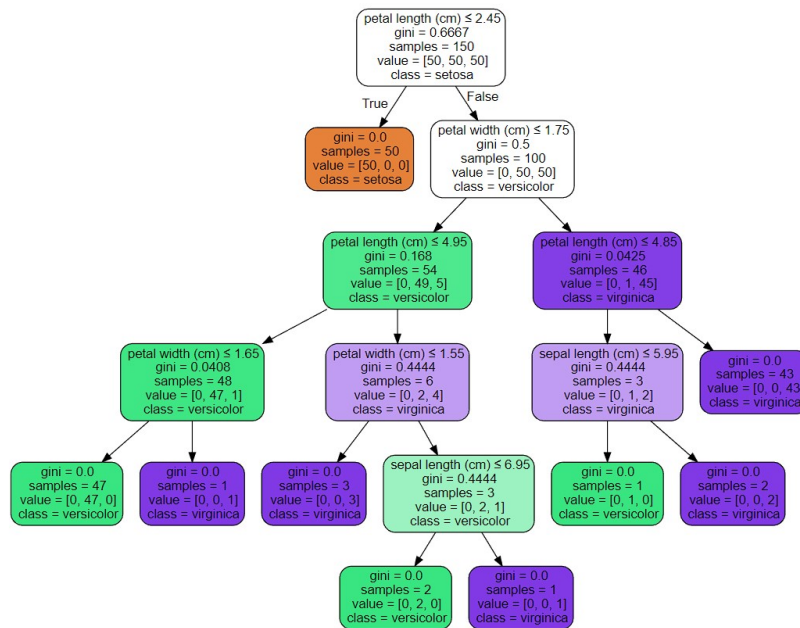 petal length (cm) ≤ 2.45
gini = 0.6667
samples = 150
value = [50, 50, 50]
class = setosa
True
False
gini = 0.0
samples = 50
value = [50, 0, 0]
class = setosa
petal width (cm) ≤ 1.75
gini = 0.5
samples = 100
value = [0, 50, 50]
class = versicolor
petal length (cm) ≤ 4.95
gini = 0.168
samples = 54
value = [0, 49, 5]
class = versicolor
petal length (cm) ≤ 4.85
gini = 0.0425
samples = 46
value = [0, 1, 45]
class = virginica
petal width (cm) ≤ 1.65
gini = 0.0408
samples = 48
value = [0, 47, 1]
class = versicolor
petal width (cm) ≤ 1.55
gini = 0.4444
samples = 6
value = [0, 2, 4]
class = virginica
sepal length (cm) ≤ 5.95
gini = 0.4444
samples = 3
value = [0, 1, 2]
class = virginica
gini = 0.0
samples = 43
value = [0, 0, 43]
class = virginica
gini = 0.0
samples = 47
value = [0, 47, 0]
class = versicolor
gini = 0.0
samples = 1
value = [0, 0, 1]
class = virginica
gini = 0.0
samples = 3
value = [0, 0, 3]
class = virginica
sepal length (cm) ≤ 6.95
gini = 0.4444
samples = 3
value = [0, 2, 1]
class = versicolor
gini = 0.0
samples = 1
value = [0, 1, 0]
class = versicolor
gini = 0.0
samples = 2
value = [0, 0, 2]
class = virginica
gini = 0.0
samples = 2
value = [0, 2, 0]
class = versicolor
gini = 0.0
samples = 1
value = [0, 0, 1]
class = virginica